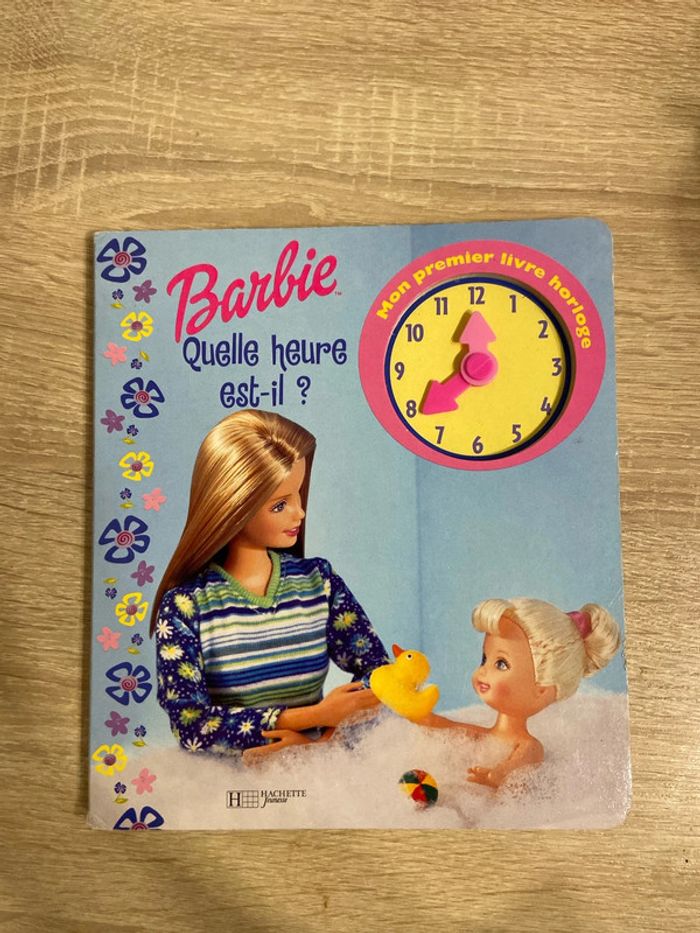 Barbie™
Quelle heure
est-il ?
Mon premier livre horloge
12
1
2
3
4
5
6
7
8
9
10
11
H HACHETTE
Jeunesse